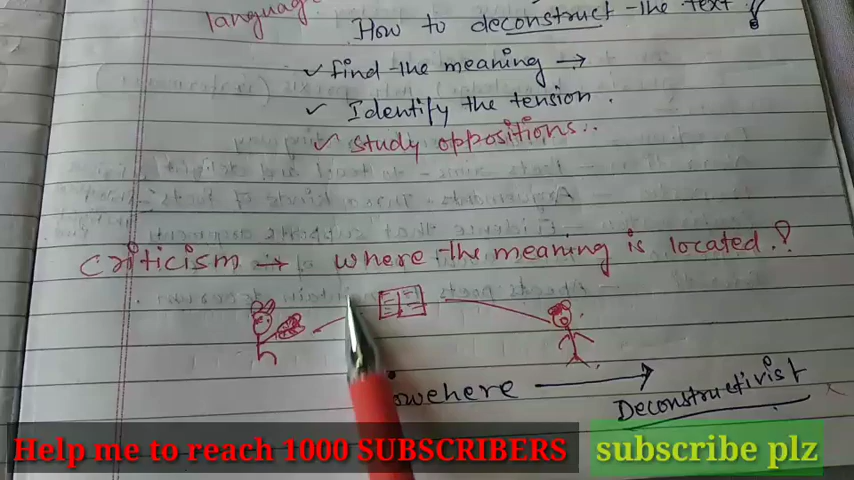 language.
How to deconstruct the text?
✓ find the meaning →
✓ Identify the tension.
✓ study oppositions..
Criticism → where the meaning is located?
owehere → Deconstructivist
Help me to reach 1000 SUBSCRIBERS
subscribe plz